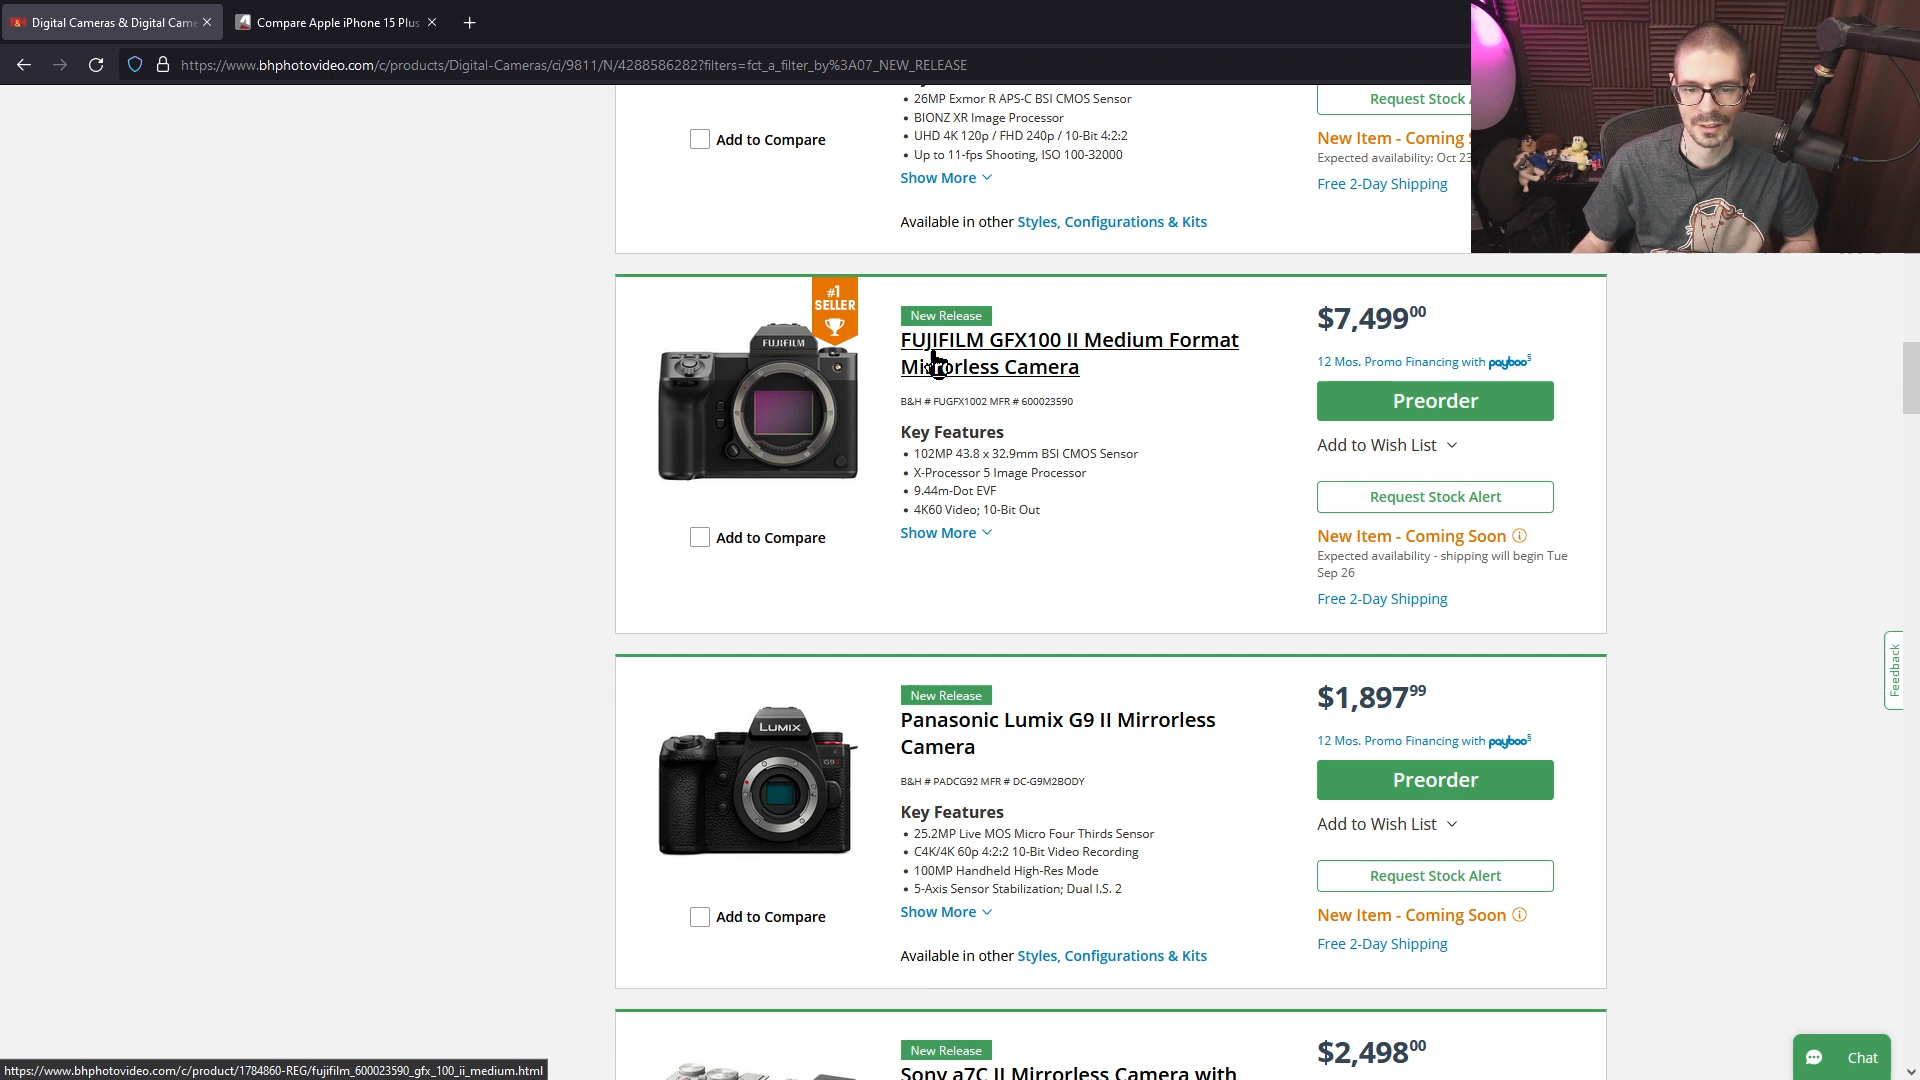 Digital Cameras & Digital Came
Compare Apple iPhone 15 Plus
https://www.bhphotovideo.com/c/products/Digital-Cameras/ci/9811/N/4288586282?filters=fct_a_filter_by%3A07_NEW_RELEASE
26MP Exmor R APS-C BSI CMOS Sensor
BIONZ XR Image Processor
UHD 4K 120p / FHD 240p / 10-Bit 4:2:2
Up to 11-fps Shooting, ISO 100-32000
Show More
Add to Compare
Available in other Styles, Configurations & Kits
Request Stock
New Item - Coming
Expected availability: Oct 23
Free 2-Day Shipping
#1
SELLER
FUJIFILM
Add to Compare
New Release
FUJIFILM GFX100 II Medium Format
Mirrorless Camera
B&H # FUGFX1002 MFR # 600023590
Key Features
102MP 43.8 x 32.9mm BSI CMOS Sensor
X-Processor 5 Image Processor
9.44m-Dot EVF
4K60 Video; 10-Bit Out
Show More
$7,499 00
12 Mos. Promo Financing with payboo§
Preorder
Add to Wish List
Request Stock Alert
New Item - Coming Soon
Expected availability - shipping will begin Tue
Sep 26
Free 2-Day Shipping
LUMIX
G9
Add to Compare
New Release
Panasonic Lumix G9 II Mirrorless
Camera
B&H # PADCG92 MFR # DC-G9M2BODY
Key Features
25.2MP Live MOS Micro Four Thirds Sensor
C4K/4K 60p 4:2:2 10-Bit Video Recording
100MP Handheld High-Res Mode
5-Axis Sensor Stabilization; Dual I.S. 2
Show More
Available in other Styles, Configurations & Kits
$1,897 99
12 Mos. Promo Financing with payboo§
Preorder
Add to Wish List
Request Stock Alert
New Item - Coming Soon
Free 2-Day Shipping
New Release
Sony a7C II Mirrorless Camera with
$2,498 00
Feedback
Chat
https://www.bhphotovideo.com/c/product/1784860-REG/fujifilm_600023590_gfx_100_ii_medium.html